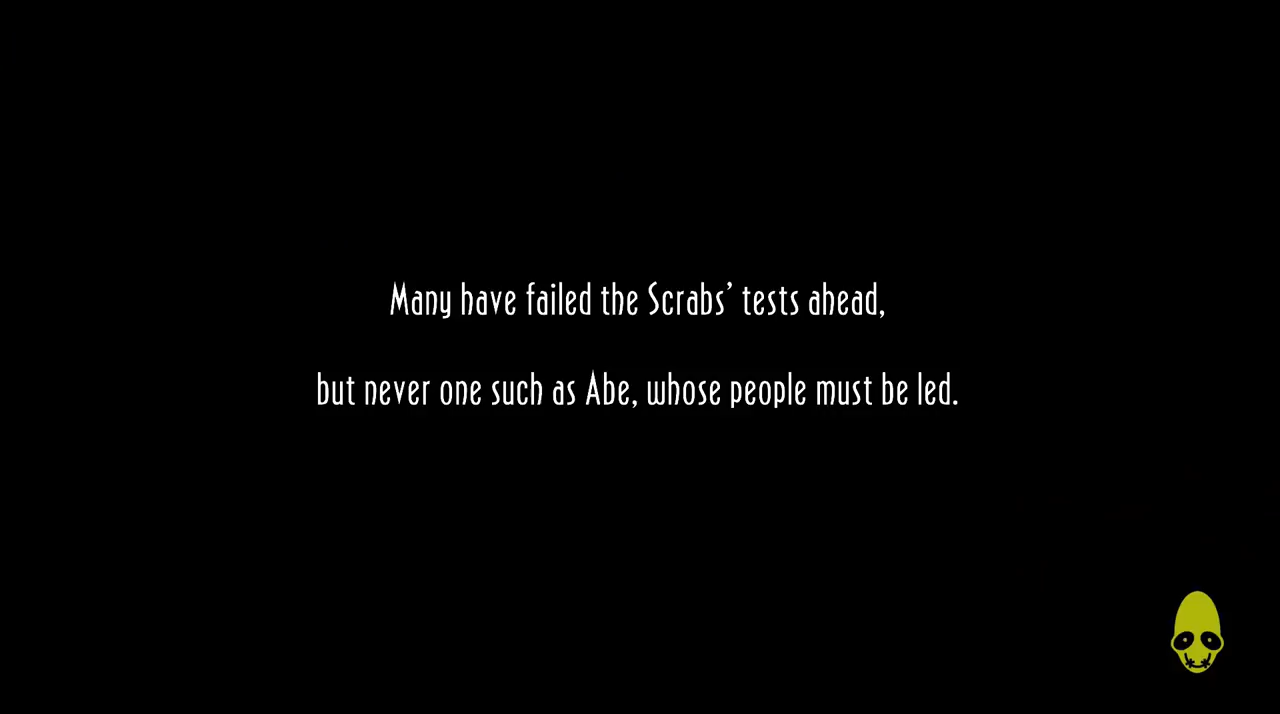 Many have failed the Scrabs’ tests ahead,
but never one such as Abe, whose people must be led.